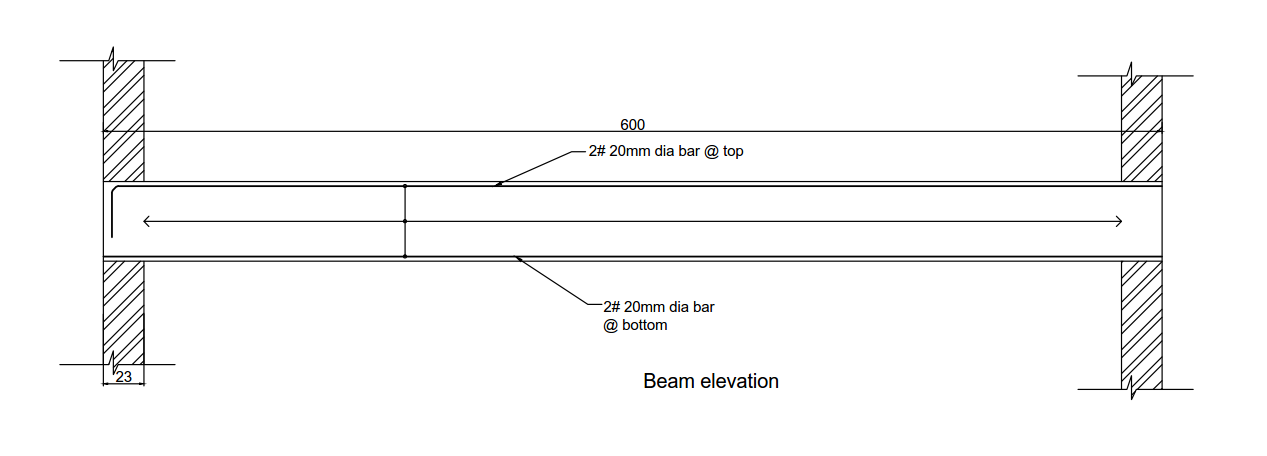 600
2# 20mm dia bar @ top
2# 20mm dia bar
@ bottom
23
Beam elevation